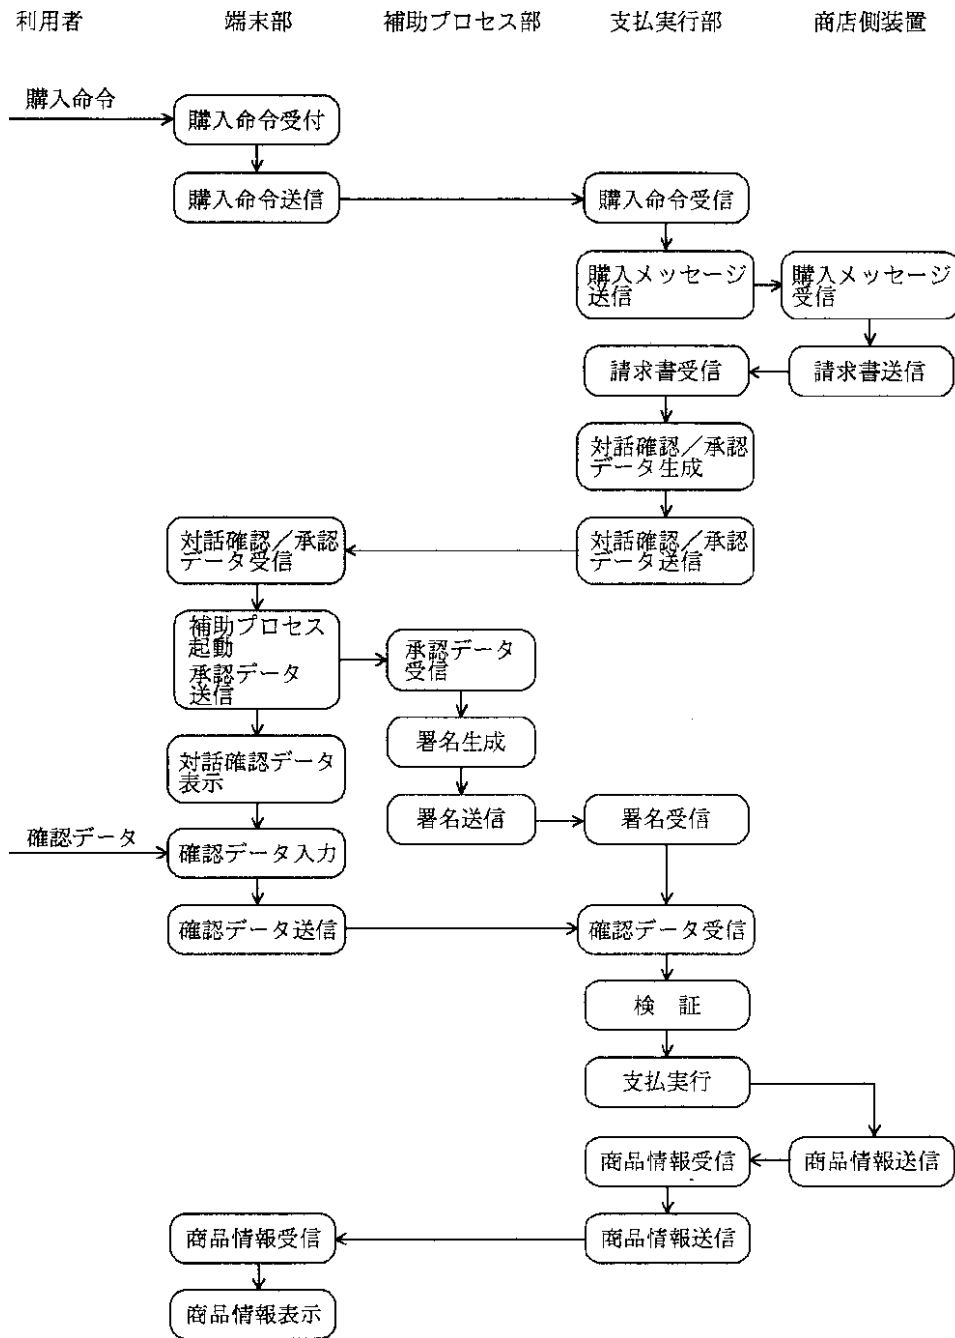 利用者 端末部 補助プロセス部 支払実行部 商店側装置
購入命令
購入命令受付
購入命令送信 購入命令受信
購入メッセージ
送信
購入メッセージ
受信
請求書受信 請求書送信
対話確認／承認
データ生成
対話確認／承認
データ受信
対話確認／承認
データ送信
補助プロセス
起動
承認データ
送信
承認データ
受信
署名生成
対話確認データ
表示
署名送信 署名受信
確認データ
確認データ入力
確認データ送信 確認データ受信
検 証
支払実行
商品情報受信 商品情報送信
商品情報受信 商品情報送信
商品情報表示